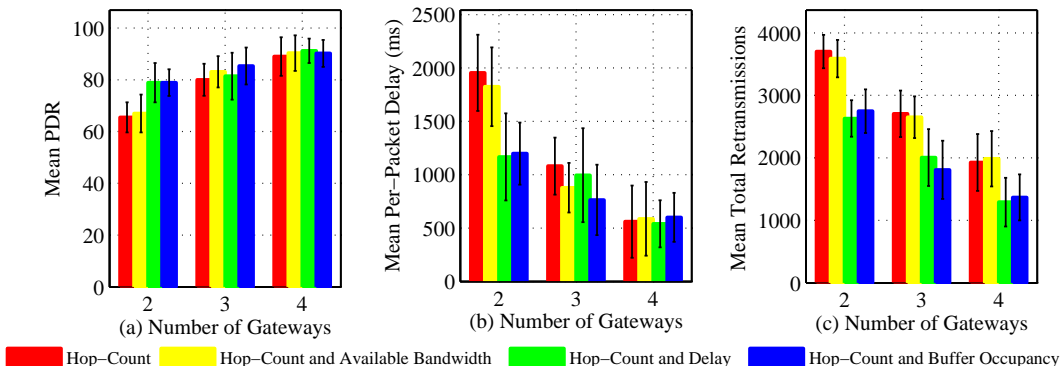 Mean PDR
100
80
60
40
20
0
2
3
4
(a) Number of Gateways
Mean Per−Packet Delay (ms)
2500
2000
1500
1000
500
0
2
3
4
(b) Number of Gateways
Mean Total Retransmissions
4000
3000
2000
1000
0
2
3
4
(c) Number of Gateways
Hop−Count
Hop−Count and Available Bandwidth
Hop−Count and Delay
Hop−Count and Buffer Occupancy